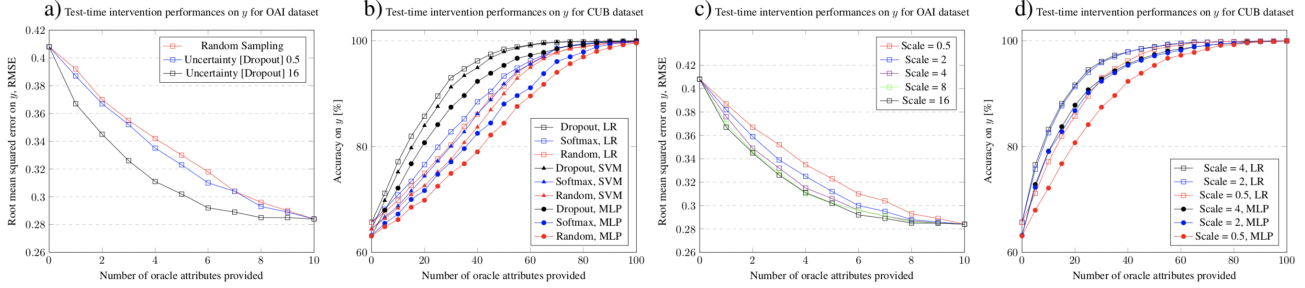 a) Test-time intervention performances on y for OAI dataset
Root mean squared error on y, RMSE
0.42
0.4
0.38
0.36
0.34
0.32
0.3
0.28
0.26
Random Sampling
Uncertainty [Dropout] 0.5
Uncertainty [Dropout] 16
0 2 4 6 8 10
Number of oracle attributes provided
b) Test-time intervention performances on y for CUB dataset
Accuracy on y [%]
100
80
60
Dropout, LR
Softmax, LR
Random, LR
Dropout, SVM
Softmax, SVM
Random, SVM
Dropout, MLP
Softmax, MLP
Random, MLP
0 20 40 60 80 100
Number of oracle attributes provided
c) Test-time intervention performances on y for OAI dataset
Root mean squared error on y, RMSE
0.42
0.4
0.38
0.36
0.34
0.32
0.3
0.28
0.26
Scale = 0.5
Scale = 2
Scale = 4
Scale = 8
Scale = 16
0 2 4 6 8 10
Number of oracle attributes provided
d) Test-time intervention performances on y for CUB dataset
Accuracy on y [%]
100
80
60
Scale = 4, LR
Scale = 2, LR
Scale = 0.5, LR
Scale = 4, MLP
Scale = 2, MLP
Scale = 0.5, MLP
0 20 40 60 80 100
Number of oracle attributes provided